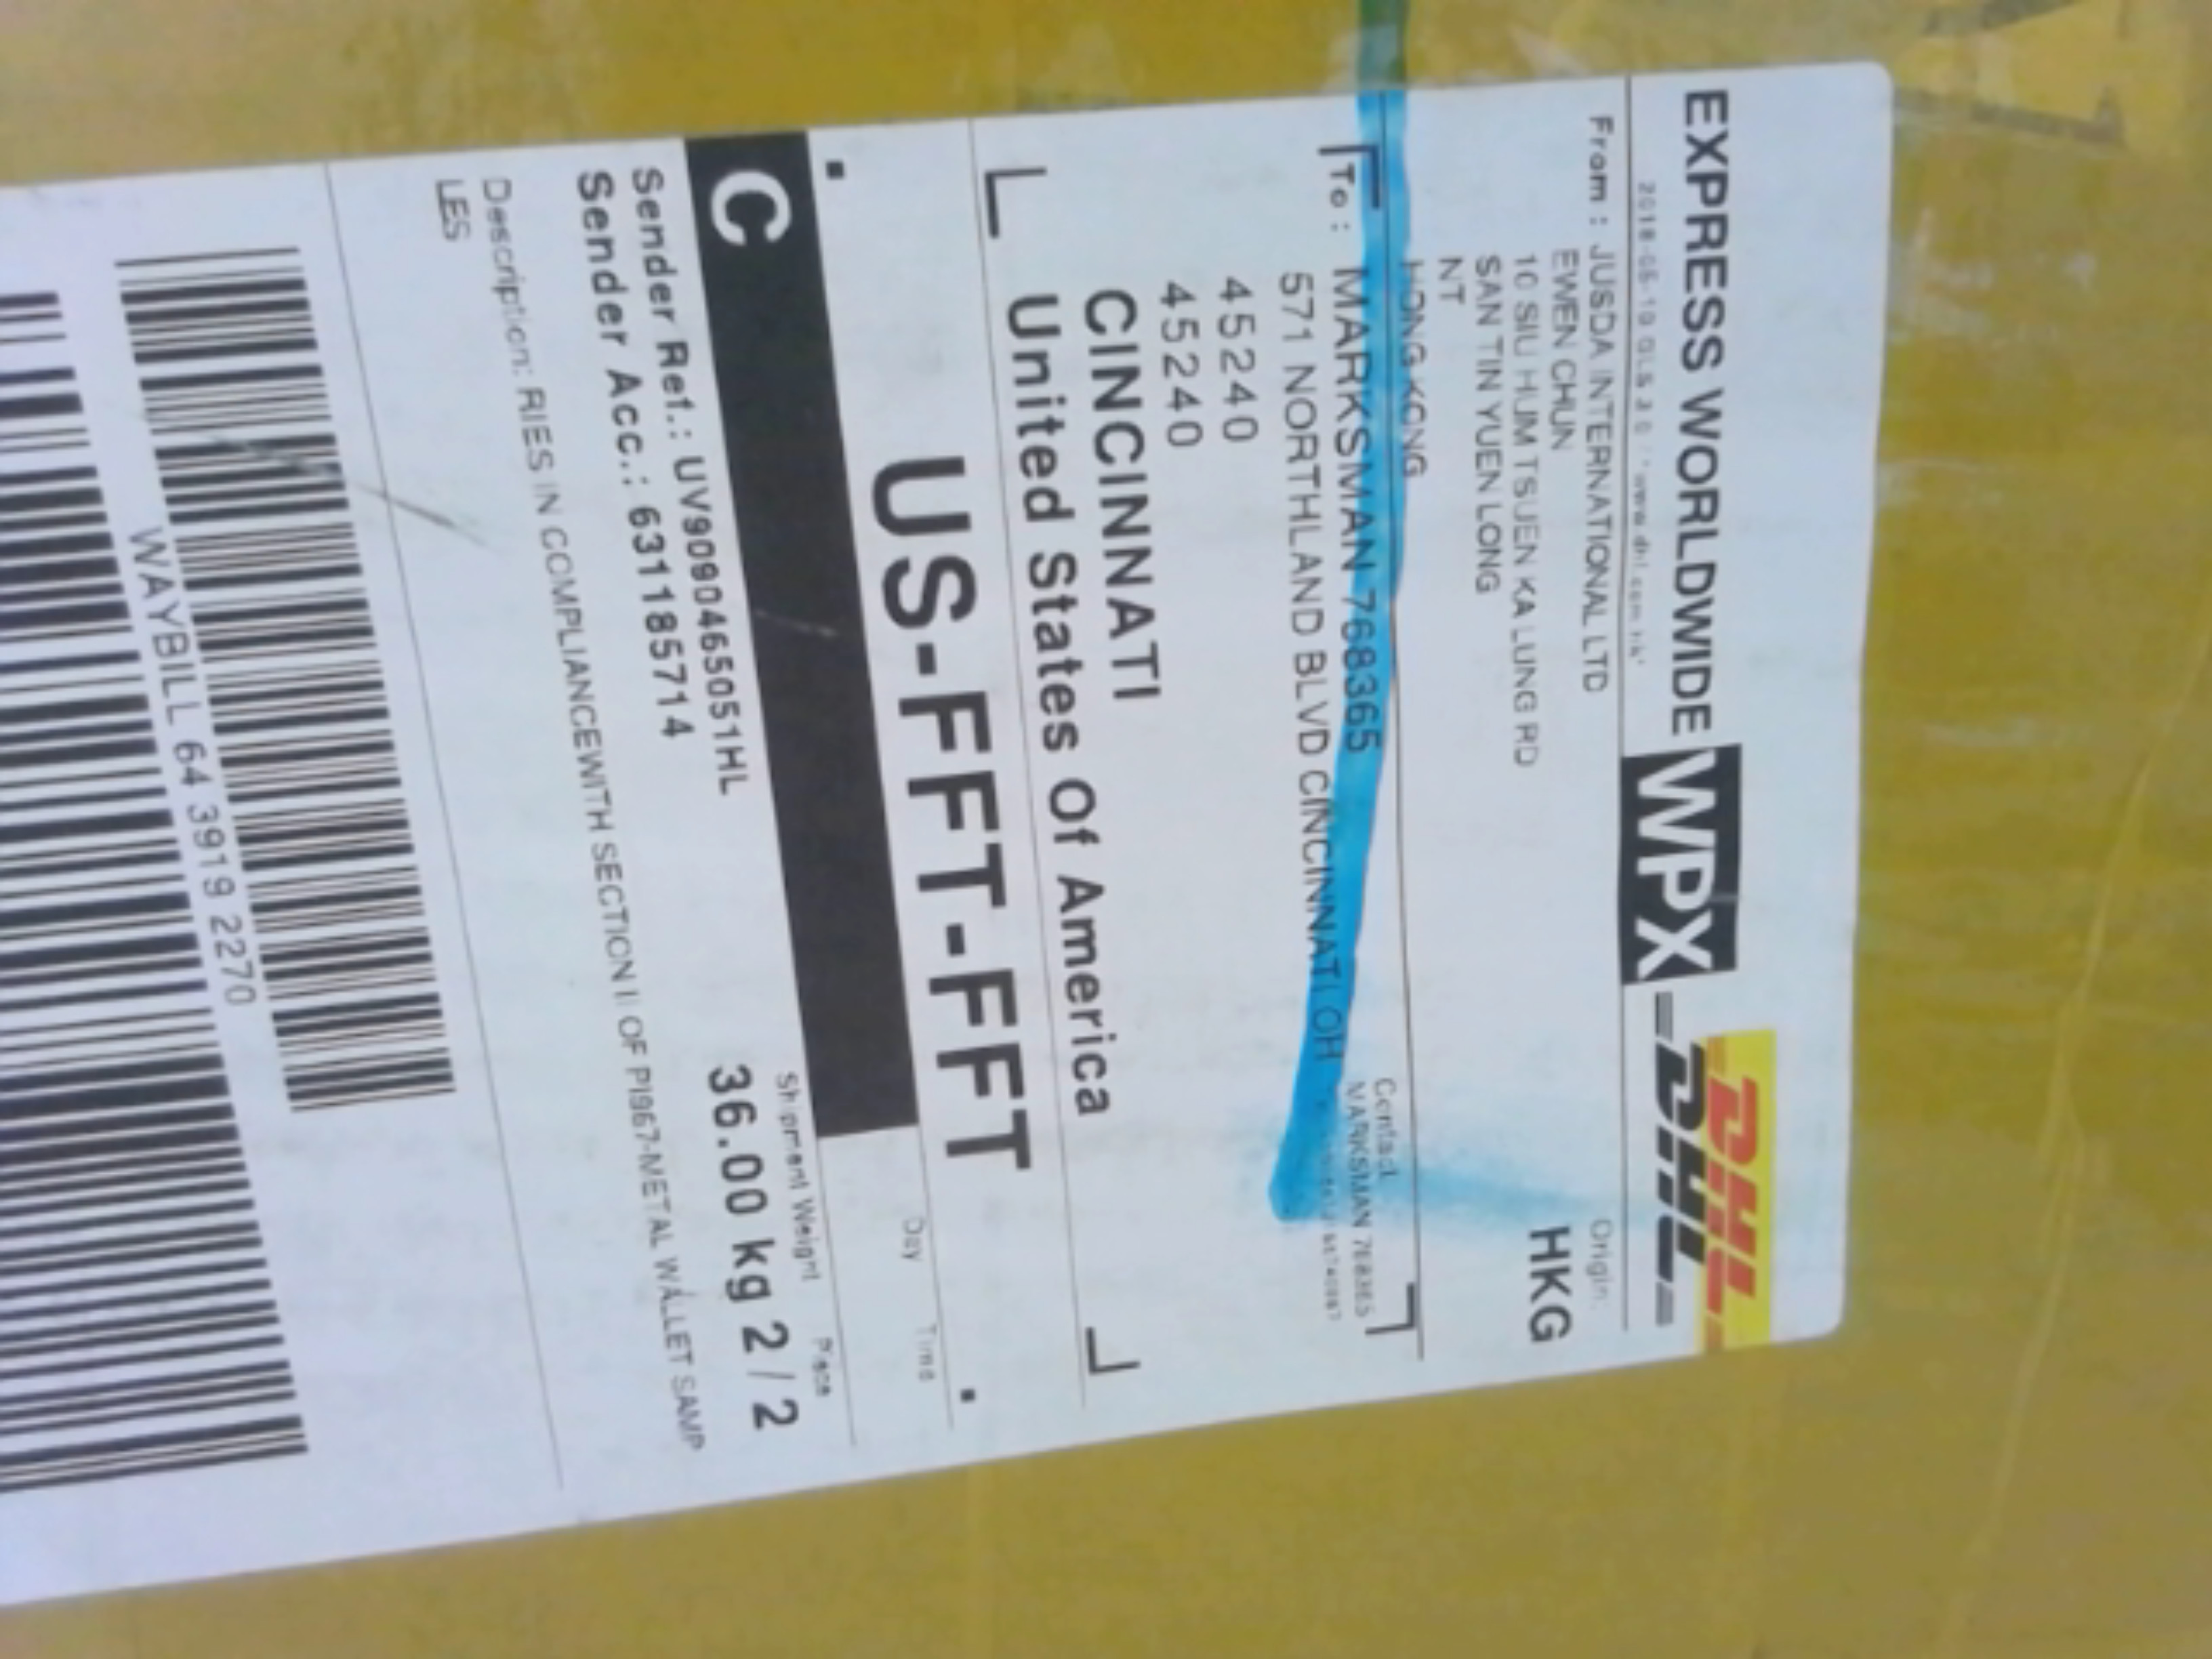 EXPRESS WORLDWIDE WPX DHL
From : JUSDA INTERNATIONAL LTD
EWEN CHUN
10 SIU HUM TSUEN KA LUNG RD
SAN TIN YUEN LONG
NT
HONG KONG
Origin:
HKG
To : MARKSMAN 768365
571 NORTHLAND BLVD CINCINNATI OH
45240
45240
CINCINNATI
United States Of America
Contact:
MARKSMAN 768365
US-FFT-FFT
C
Day Time
Sender Ref.: UV9090465051HL
Sender Acc.: 631185714
Shipment Weight Piece
36.00 kg 2 / 2
Description: RIES IN COMPLIANCEWITH SECTION II OF PI967-METAL WALLET SAMP
LES
WAYBILL 64 3919 2270